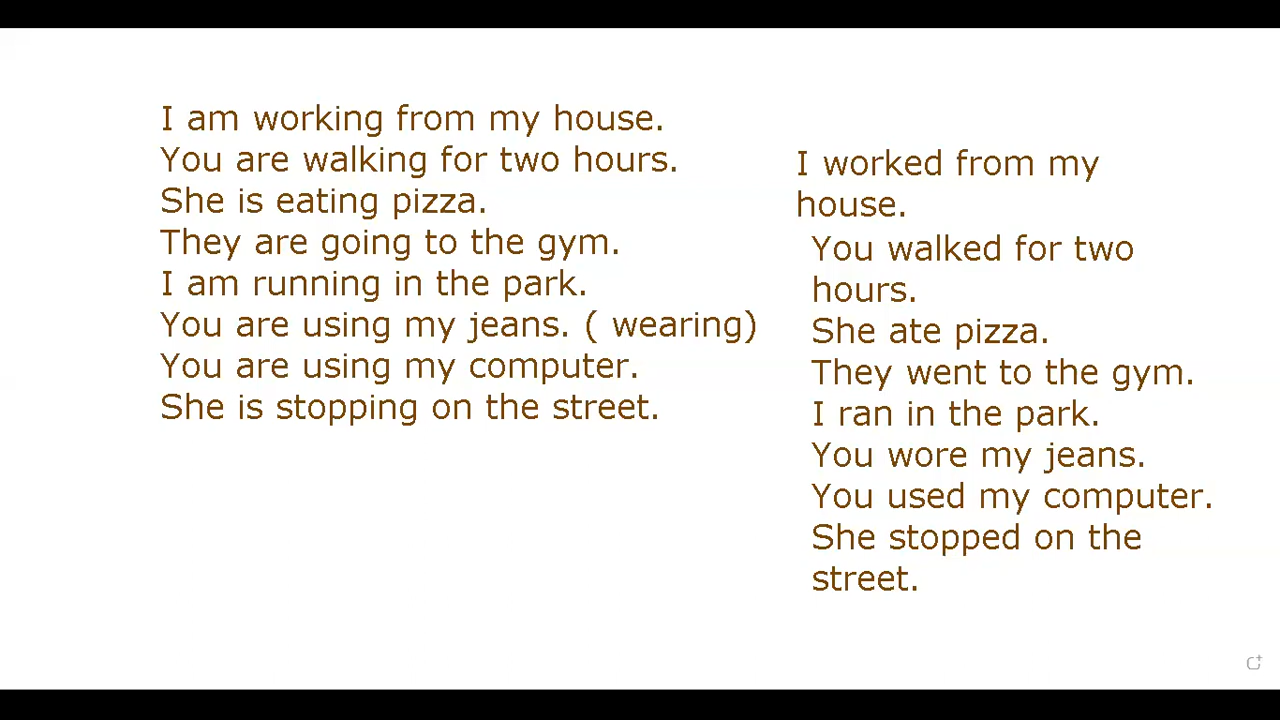 I am working from my house.
You are walking for two hours.
She is eating pizza.
They are going to the gym.
I am running in the park.
You are using my jeans. ( wearing)
You are using my computer.
She is stopping on the street.
I worked from my
house.
You walked for two
hours.
She ate pizza.
They went to the gym.
I ran in the park.
You wore my jeans.
You used my computer.
She stopped on the
street.